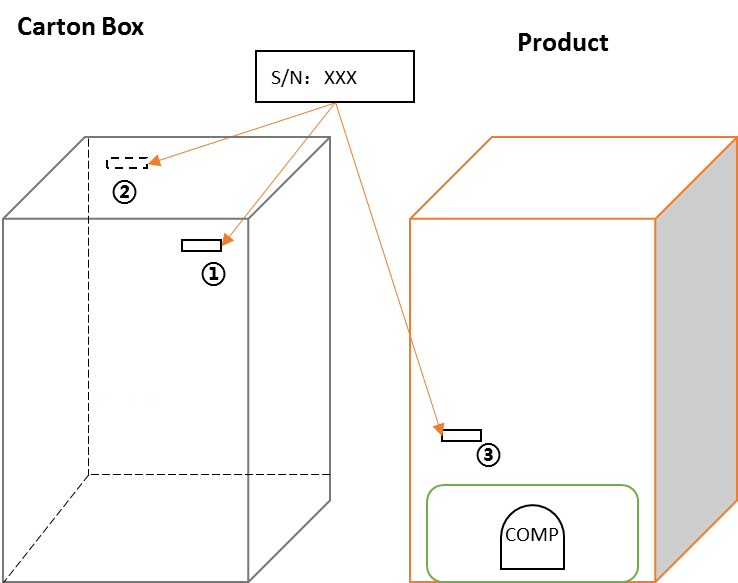 Carton Box
Product
S/N：XXX
②
①
③
COMP